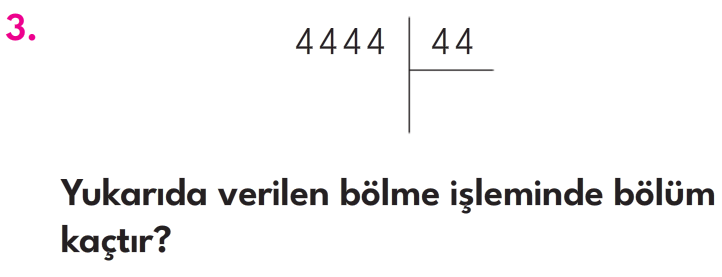 3.
4444 44
Yukarıda verilen bölme işleminde bölüm
kaçtır?